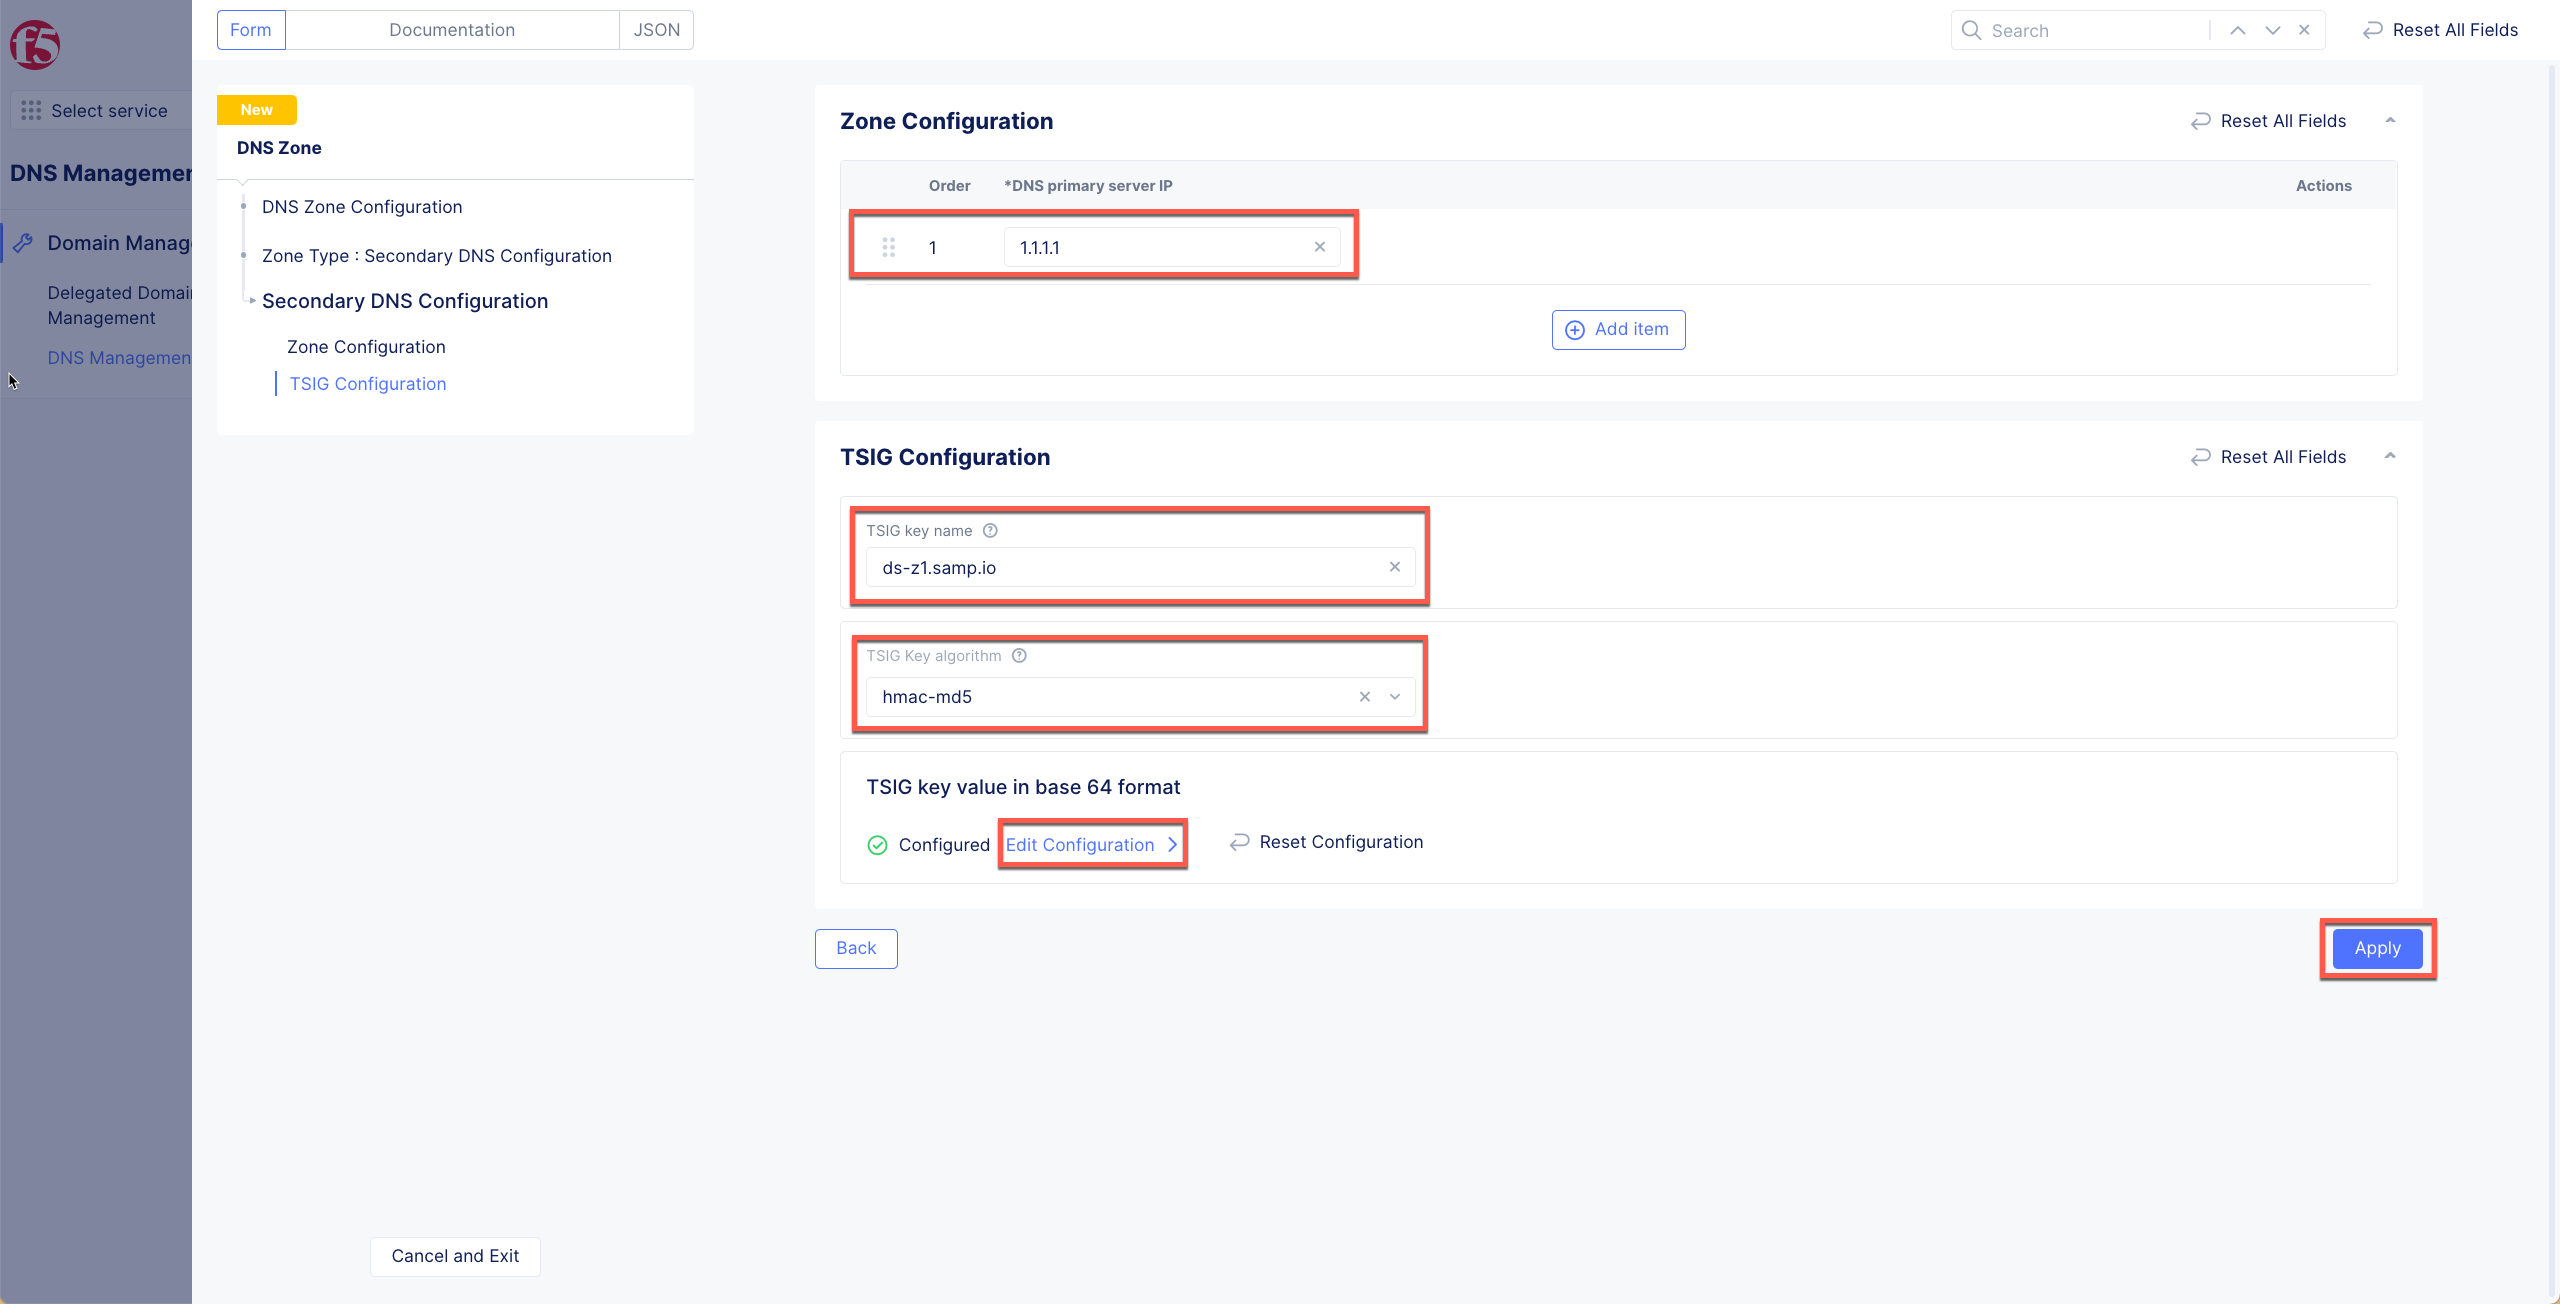 Form
Documentation
JSON
Search
Reset All Fields
f5
Select service
DNS Managemen
Domain Manag
Delegated Domai
Management
DNS Managemen
New
DNS Zone
DNS Zone Configuration
Zone Type : Secondary DNS Configuration
Secondary DNS Configuration
Zone Configuration
TSIG Configuration
Cancel and Exit
Zone Configuration
Reset All Fields
Order *DNS primary server IP Actions
1 1.1.1.1
Add item
TSIG Configuration
Reset All Fields
TSIG key name
ds-z1.samp.io
TSIG Key algorithm
hmac-md5
TSIG key value in base 64 format
Configured Edit Configuration Reset Configuration
Back
Apply